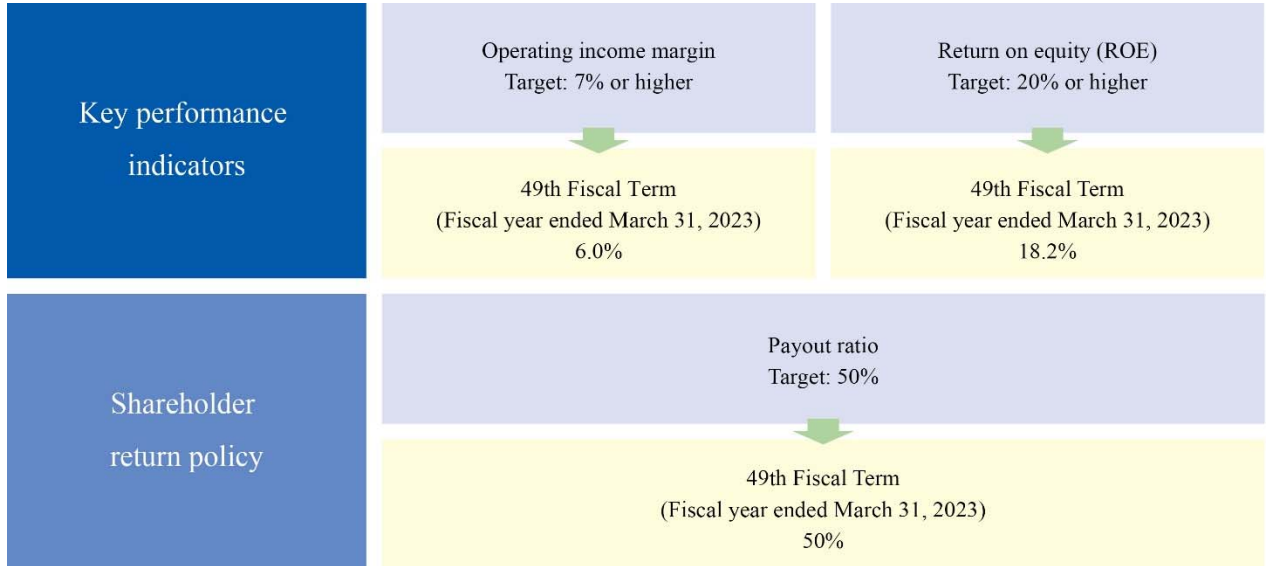 Key performance
indicators
Operating income margin
Target: 7% or higher
49th Fiscal Term
(Fiscal year ended March 31, 2023)
6.0%
Return on equity (ROE)
Target: 20% or higher
49th Fiscal Term
(Fiscal year ended March 31, 2023)
18.2%
Shareholder
return policy
Payout ratio
Target: 50%
49th Fiscal Term
(Fiscal year ended March 31, 2023)
50%